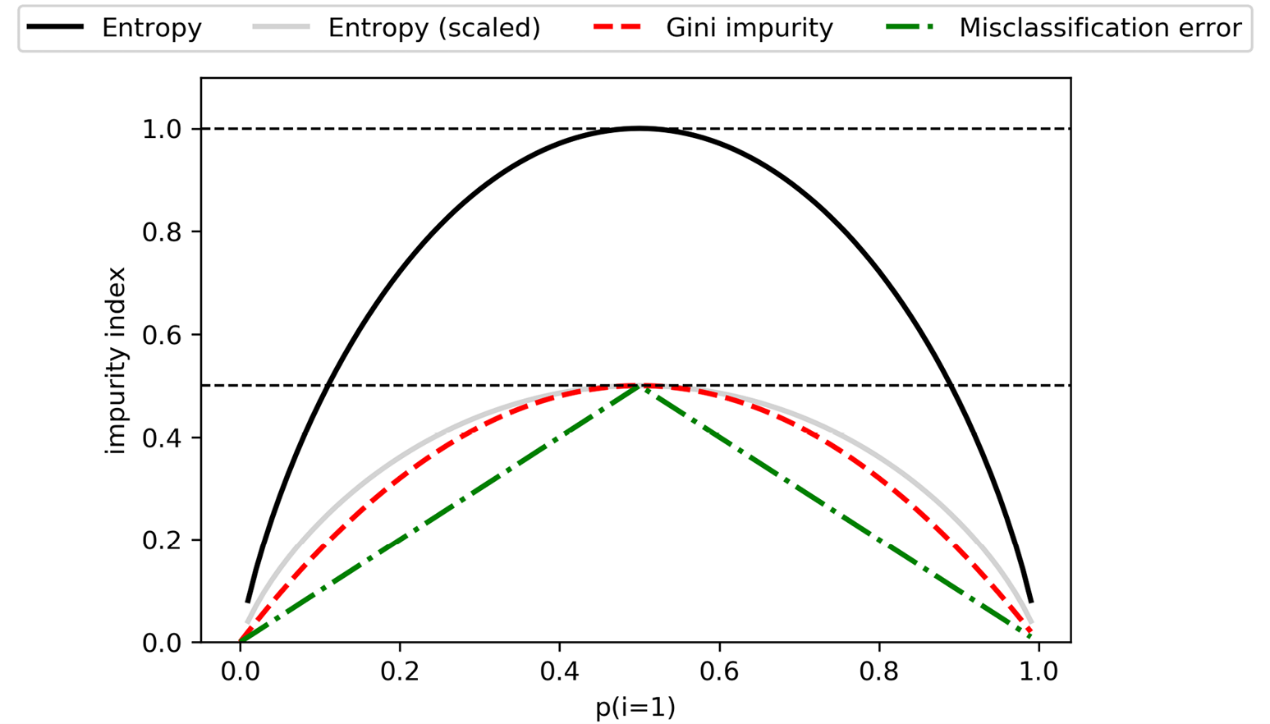 Entropy Entropy (scaled) Gini impurity Misclassification error
1.0
0.8
0.6
0.4
0.2
0.0
impurity index
0.0 0.2 0.4 0.6 0.8 1.0
p(i=1)